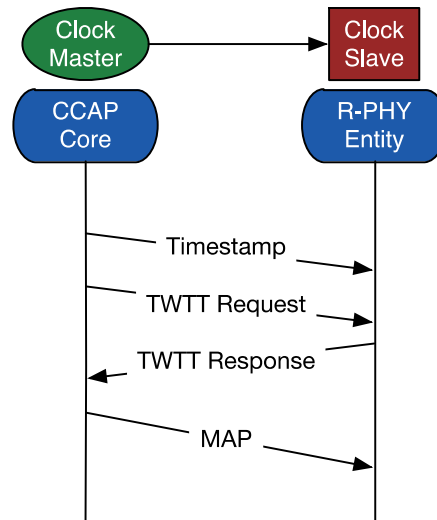 Clock
Master
Clock
Slave
CCAP
Core
R-PHY
Entity
Timestamp
TWTT Request
TWTT Response
MAP